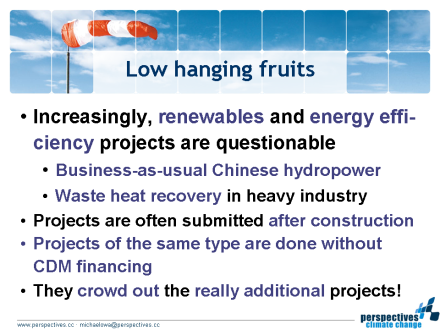 Low hanging fruits
• Increasingly, renewables and energy effi-
ciency projects are questionable
• Business-as-usual Chinese hydropower
• Waste heat recovery in heavy industry
• Projects are often submitted after construction
• Projects of the same type are done without
CDM financing
• They crowd out the really additional projects!
www.perspectives.cc · michaelowa@perspectives.cc
perspectives
climate change